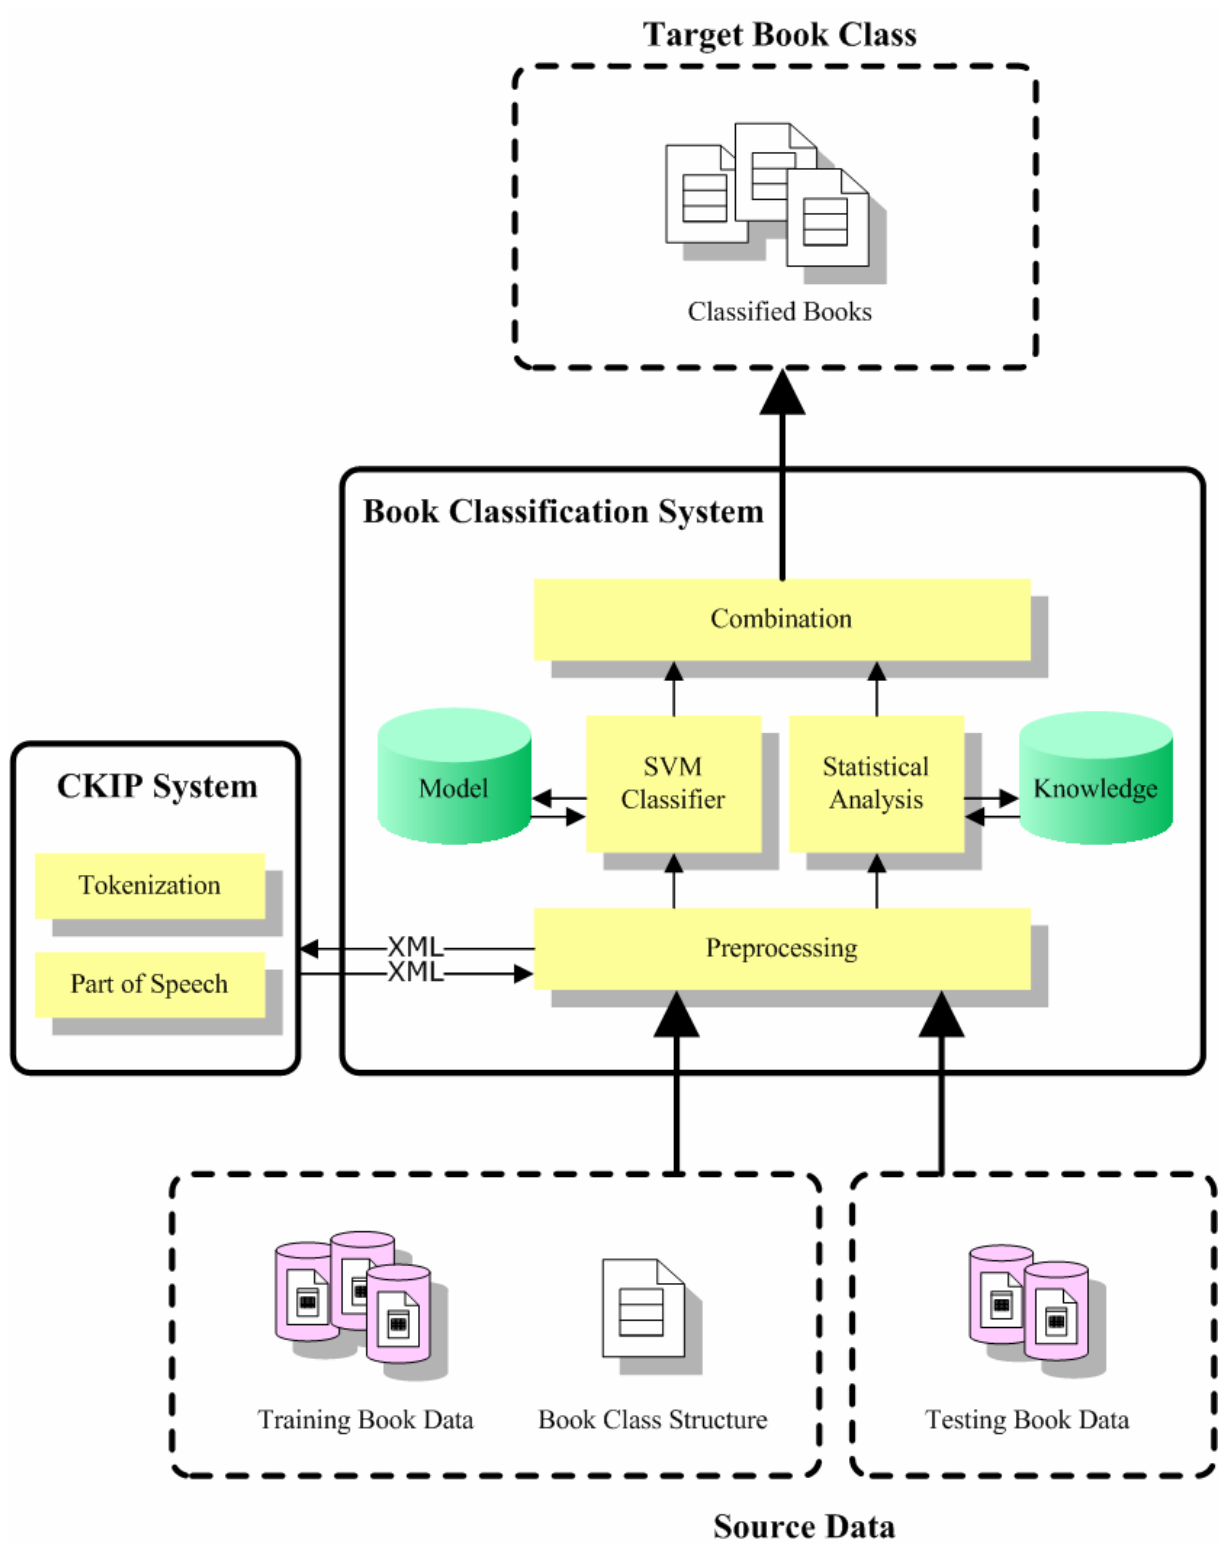 Target Book Class
Classified Books
Book Classification System
Combination
CKIP System
Tokenization
Part of Speech
Model
SVM
Classifier
Statistical
Analysis
Knowledge
XML
XML
Preprocessing
Training Book Data
Book Class Structure
Testing Book Data
Source Data